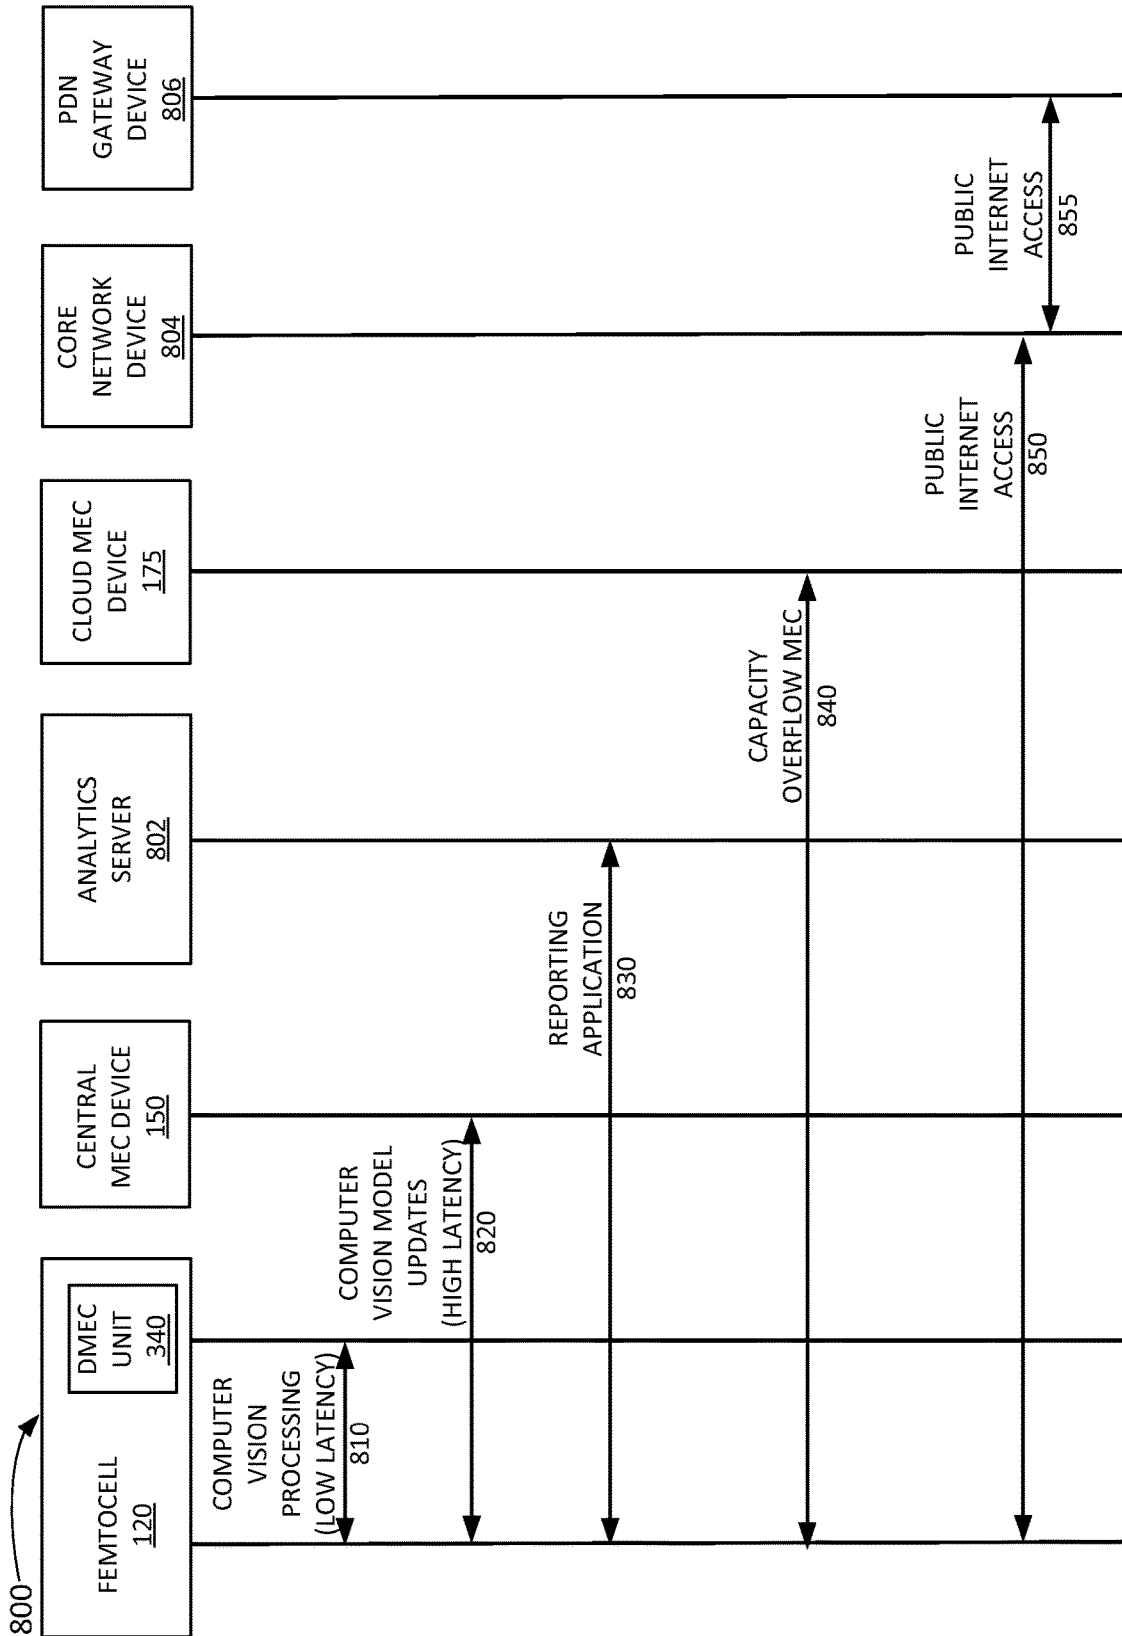 800
FEMTOCELL
120
DMEC
UNIT
340
CENTRAL
MEC DEVICE
150
ANALYTICS
SERVER
802
CLOUD MEC
DEVICE
175
CORE
NETWORK
DEVICE
804
PDN
GATEWAY
DEVICE
806
COMPUTER
VISION
PROCESSING
(LOW LATENCY)
810
COMPUTER
VISION MODEL
UPDATES
(HIGH LATENCY)
820
REPORTING
APPLICATION
830
CAPACITY
OVERFLOW MEC
840
PUBLIC
INTERNET
ACCESS
850
PUBLIC
INTERNET
ACCESS
855